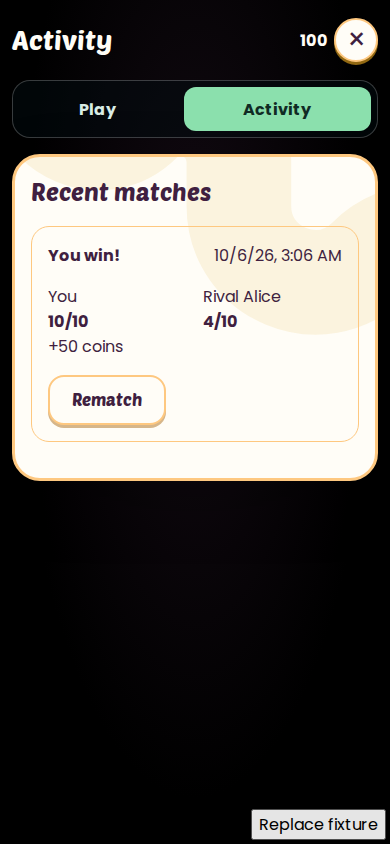 Activity
100 ×
Play Activity
Recent matches
You win! 10/6/26, 3:06 AM
You Rival Alice
10/10 4/10
+50 coins
Rematch
Replace fixture